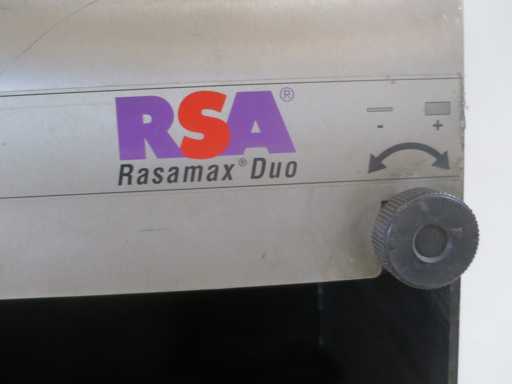 RSA®
Rasamax® Duo
- +